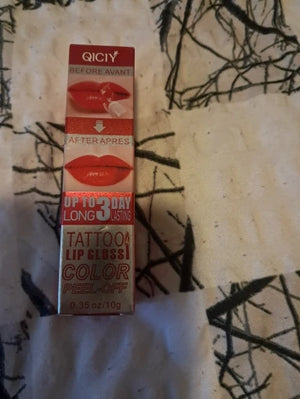 QICIY
BEFORE AVANT
AFTER APRES
UP TO 3 DAY
LONG LASTING
TATTOO
LIP GLOSS
COLOR
PEEL-OFF
0.35 oz/10g